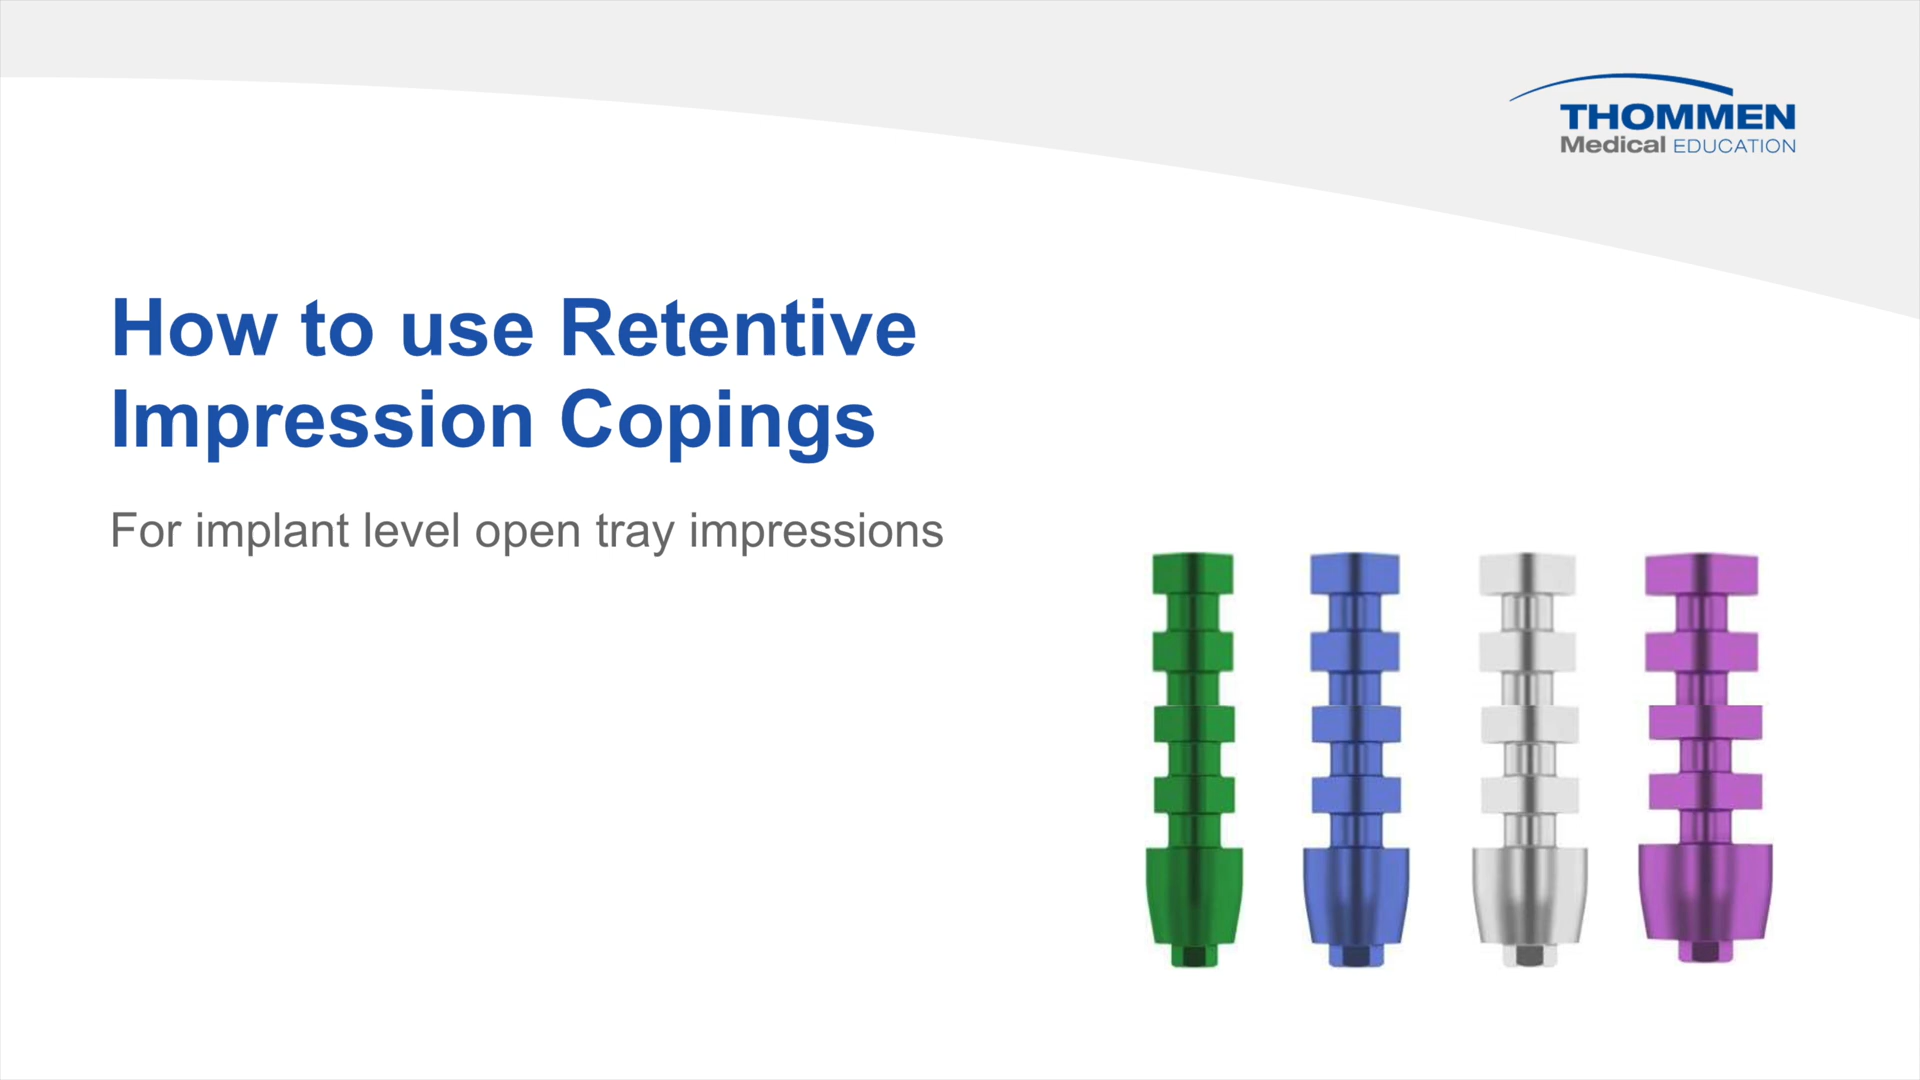 THOMMEN
Medical EDUCATION
How to use Retentive
Impression Copings
For implant level open tray impressions